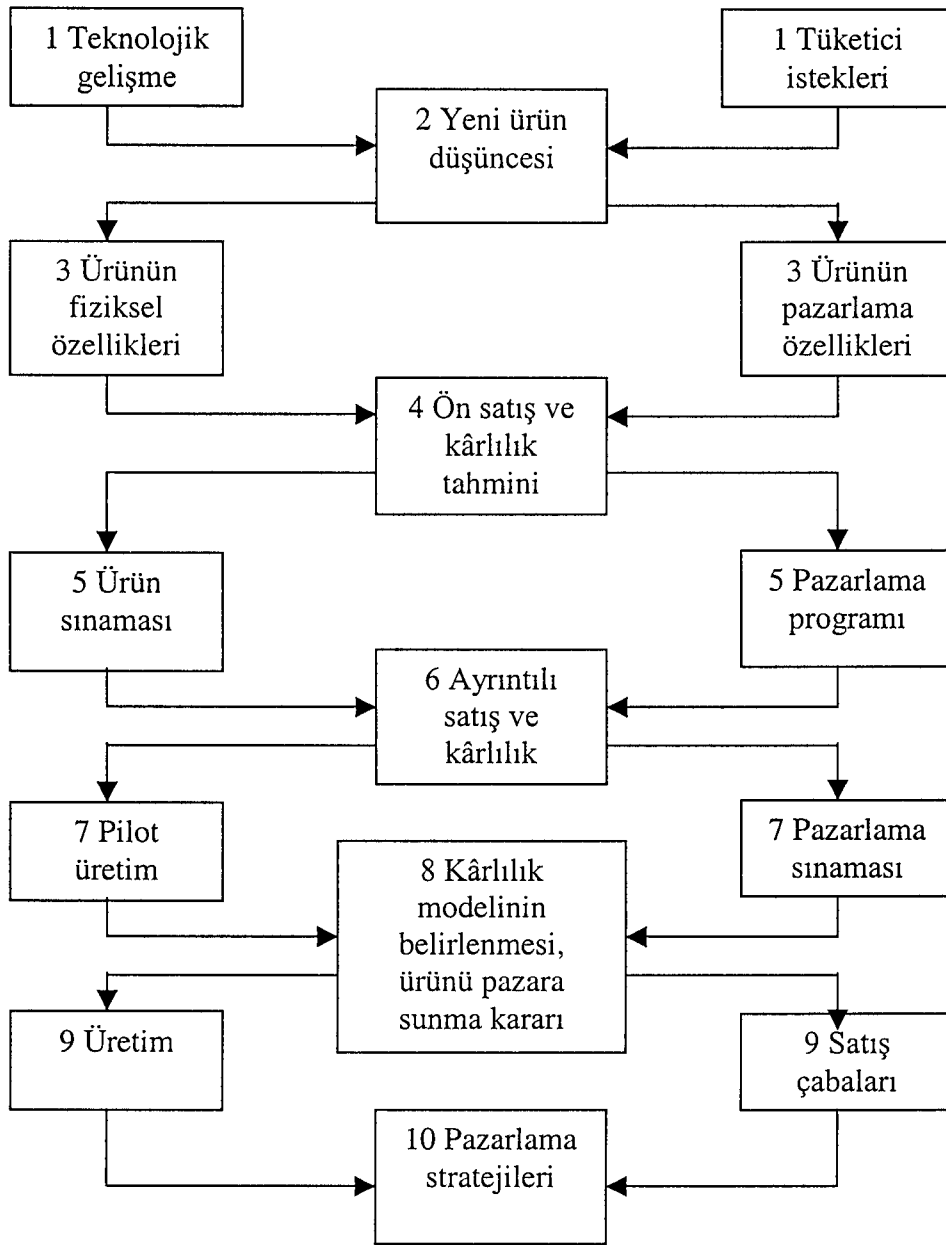 1 Teknolojik
gelişme
1 Tüketici
istekleri
2 Yeni ürün
düşüncesi
3 Ürünün
fiziksel
özellikleri
3 Ürünün
pazarlama
özellikleri
4 Ön satış ve
kârlılık
tahmini
5 Ürün
sınaması
5 Pazarlama
programı
6 Ayrıntılı
satış ve
kârlılık
7 Pilot
üretim
7 Pazarlama
sınaması
8 Kârlılık
modelinin
belirlenmesi,
ürünü pazara
sunma kararı
9 Üretim
9 Satış
çabaları
10 Pazarlama
stratejileri